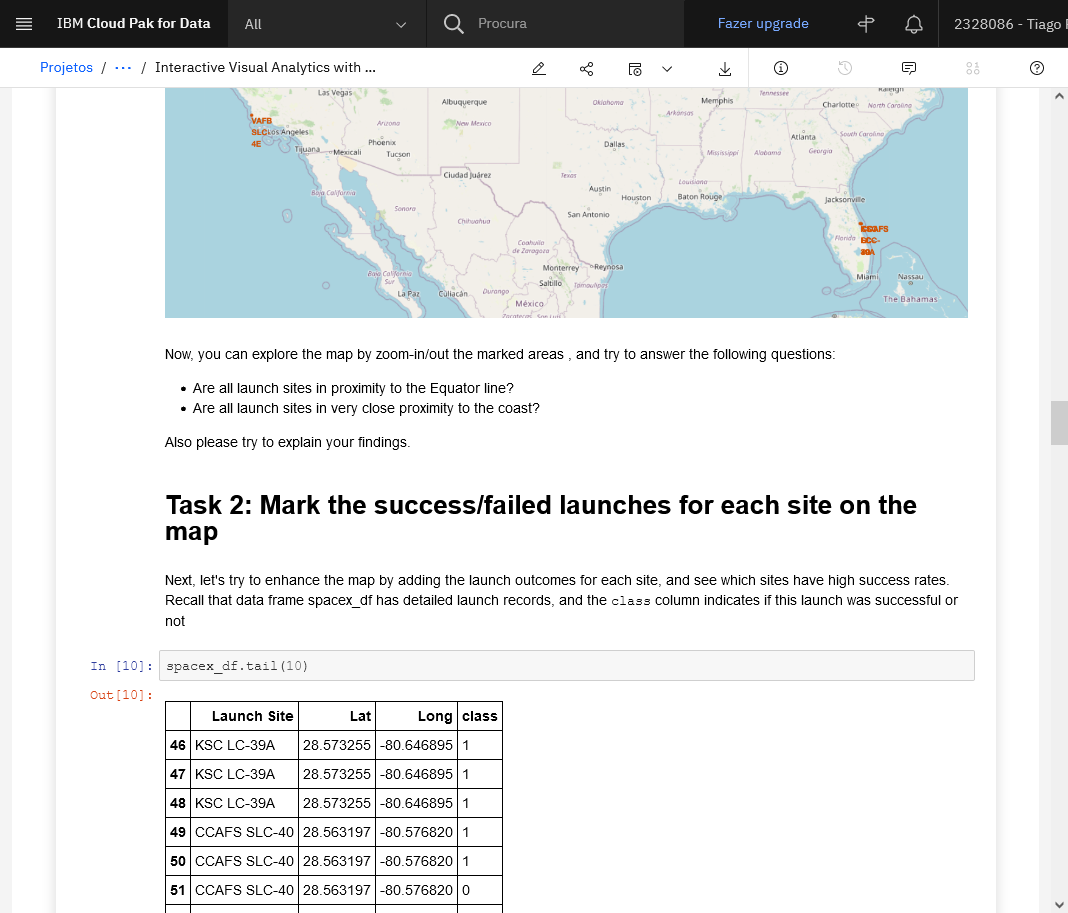 IBM Cloud Pak for Data All Procura Fazer upgrade 2328086 - Tiago
Projetos / ··· / Interactive Visual Analytics with ...
Las Vegas
Albuquerque
Oklahoma
Memphis
Tennessee
Raleigh
Charlotte
North Carolina
VAFB
SLC
4E
Los Angeles
Arizona
New Mexico
Arkansas
Phoenix
Tijuana
Mexicali
Tucson
Dallas
Atlanta
South Carolina
Mississippi
Alabama
Georgia
Ciudad Juárez
Texas
Louisiana
Baja California
Austin
Houston
Baton Rouge
Jacksonville
Sonora
San Antonio
Chihuahua
Florida
CCAFS
SLC-
39A
Coahuila
de Zaragoza
Monterrey
Reynosa
Baja California
Sur
Saltillo
Tamaulipas
Miami
Nassau
La Paz
Culiacán
Durango
México
The Bahamas
Zacatecas
San Luis
Now, you can explore the map by zoom-in/out the marked areas , and try to answer the following questions:
• Are all launch sites in proximity to the Equator line?
• Are all launch sites in very close proximity to the coast?
Also please try to explain your findings.
Task 2: Mark the success/failed launches for each site on the
map
Next, let's try to enhance the map by adding the launch outcomes for each site, and see which sites have high success rates.
Recall that data frame spacex_df has detailed launch records, and the class column indicates if this launch was successful or
not
In [10]: spacex_df.tail(10)
Out[10]:
Launch Site Lat Long class
46 KSC LC-39A 28.573255 -80.646895 1
47 KSC LC-39A 28.573255 -80.646895 1
48 KSC LC-39A 28.573255 -80.646895 1
49 CCAFS SLC-40 28.563197 -80.576820 1
50 CCAFS SLC-40 28.563197 -80.576820 1
51 CCAFS SLC-40 28.563197 -80.576820 0